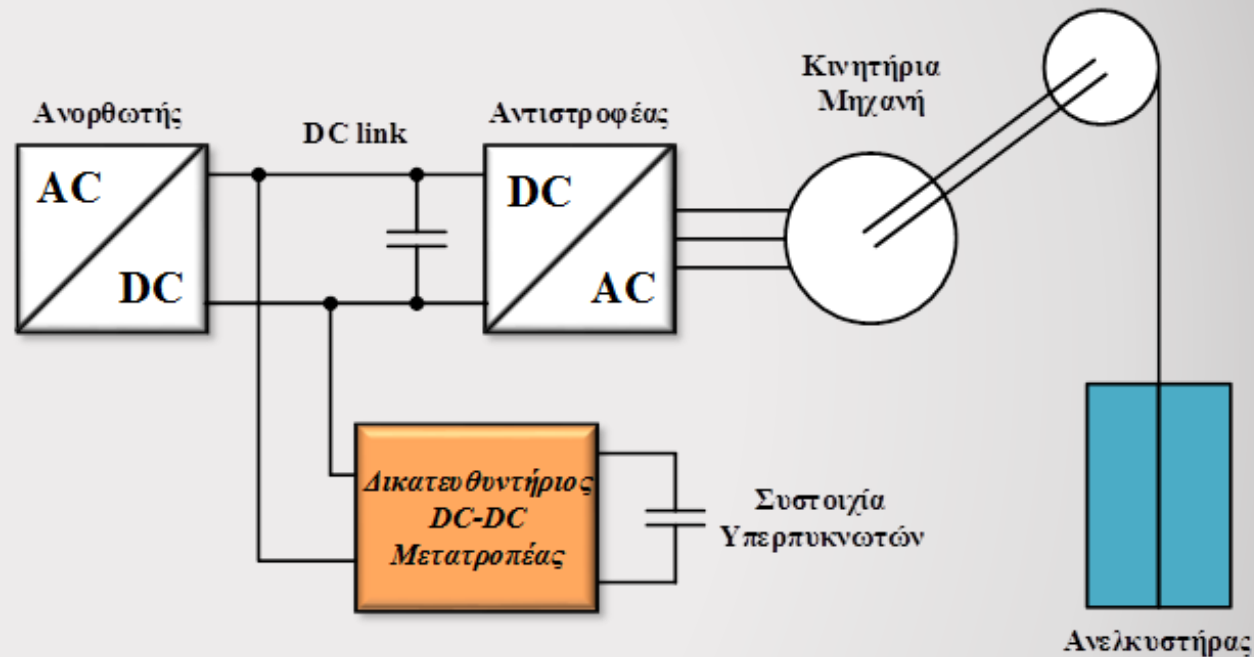 Ανορθωτής
AC
DC
DC link
Αντιστροφέας
DC
AC
Κινητήρια
Μηχανή
Δικατευθυντήριος
DC-DC
Μετατροπέας
Συστοιχία
Υπερπυκνωτών
Ανελκυστήρας